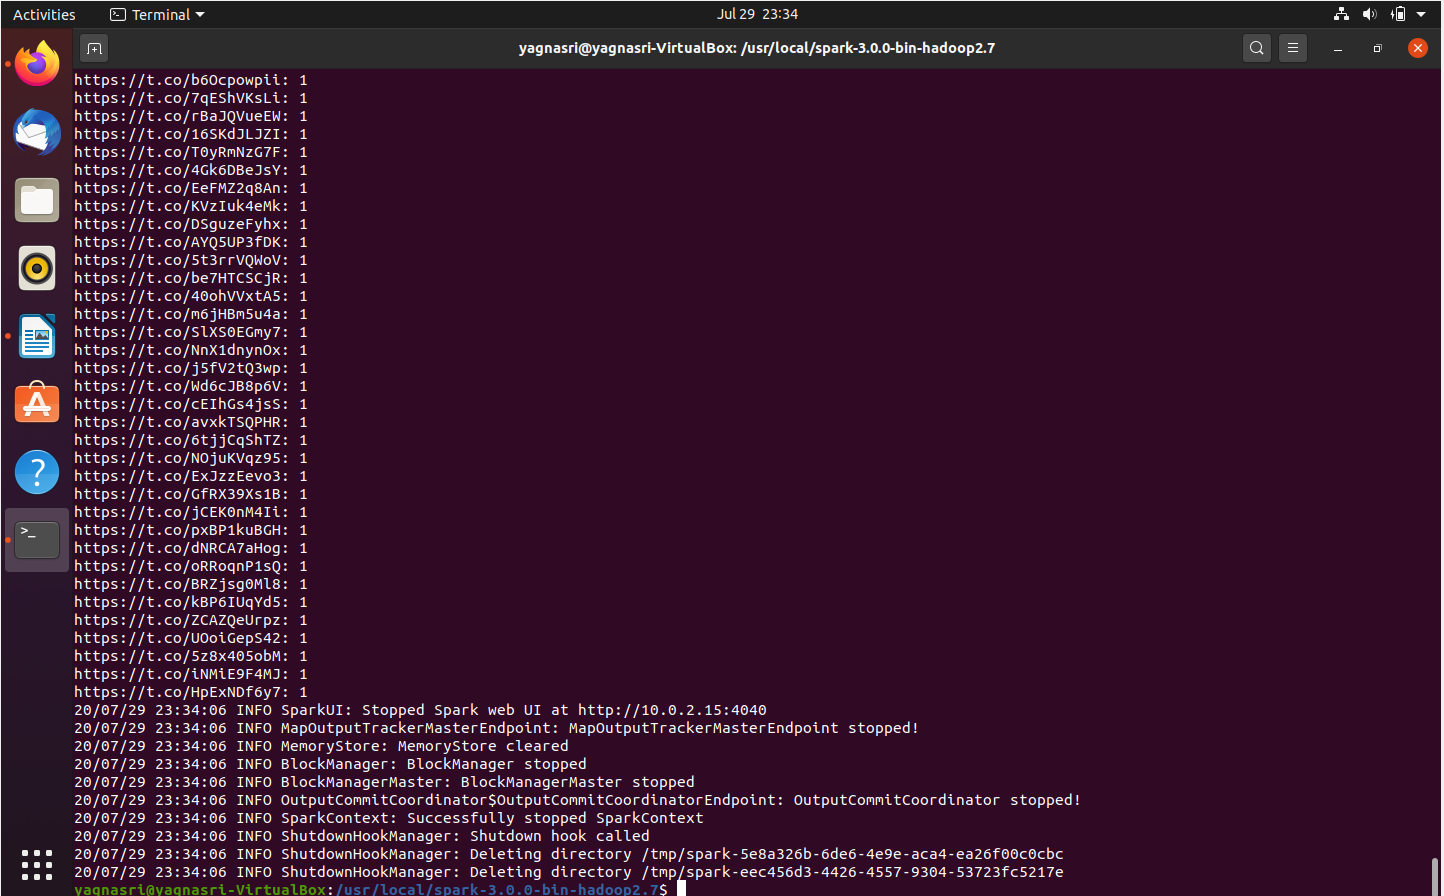 Activities
Terminal
Jul 29 23:34
yagnasri@yagnasri-VirtualBox: /usr/local/spark-3.0.0-bin-hadoop2.7
https://t.co/b6Ocpowpii: 1
https://t.co/7qEShVKsLi: 1
https://t.co/rBaJQVueEW: 1
https://t.co/16SKdJLJZI: 1
https://t.co/T0yRmNzG7F: 1
https://t.co/4Gk6DBeJsY: 1
https://t.co/EeFMZ2q8An: 1
https://t.co/KVzIuk4eMk: 1
https://t.co/DSguzeFyhx: 1
https://t.co/AYQ5UP3fDK: 1
https://t.co/5t3rrVQWoV: 1
https://t.co/be7HTCSCjR: 1
https://t.co/40ohVVxtA5: 1
https://t.co/m6jHBm5u4a: 1
https://t.co/SlXS0EGmy7: 1
https://t.co/NnX1dnynOx: 1
https://t.co/j5fV2tQ3wp: 1
https://t.co/Wd6cJB8p6V: 1
https://t.co/cEIhGs4jsS: 1
https://t.co/avxkTSQPHR: 1
https://t.co/6tjjCqShTZ: 1
https://t.co/NOjuKVqz95: 1
https://t.co/ExJzzEevo3: 1
https://t.co/GfRX39Xs1B: 1
https://t.co/jCEK0nM4Ii: 1
https://t.co/pxBP1kuBGH: 1
https://t.co/dNRCA7aHog: 1
https://t.co/oRRoqnP1sQ: 1
https://t.co/BRZjsg0Ml8: 1
https://t.co/kBP6IUqYd5: 1
https://t.co/ZCAZQeUrpz: 1
https://t.co/UOoiGepS42: 1
https://t.co/5z8x405obM: 1
https://t.co/iNMiE9F4MJ: 1
https://t.co/HpExNDf6y7: 1
20/07/29 23:34:06 INFO SparkUI: Stopped Spark web UI at http://10.0.2.15:4040
20/07/29 23:34:06 INFO MapOutputTrackerMasterEndpoint: MapOutputTrackerMasterEndpoint stopped!
20/07/29 23:34:06 INFO MemoryStore: MemoryStore cleared
20/07/29 23:34:06 INFO BlockManager: BlockManager stopped
20/07/29 23:34:06 INFO BlockManagerMaster: BlockManagerMaster stopped
20/07/29 23:34:06 INFO OutputCommitCoordinator$OutputCommitCoordinatorEndpoint: OutputCommitCoordinator stopped!
20/07/29 23:34:06 INFO SparkContext: Successfully stopped SparkContext
20/07/29 23:34:06 INFO ShutdownHookManager: Shutdown hook called
20/07/29 23:34:06 INFO ShutdownHookManager: Deleting directory /tmp/spark-5e8a326b-6de6-4e9e-aca4-ea26f00c0cbc
20/07/29 23:34:06 INFO ShutdownHookManager: Deleting directory /tmp/spark-eec456d3-4426-4557-9304-53723fc5217e
yagnasri@yagnasri-VirtualBox:/usr/local/spark-3.0.0-bin-hadoop2.7$